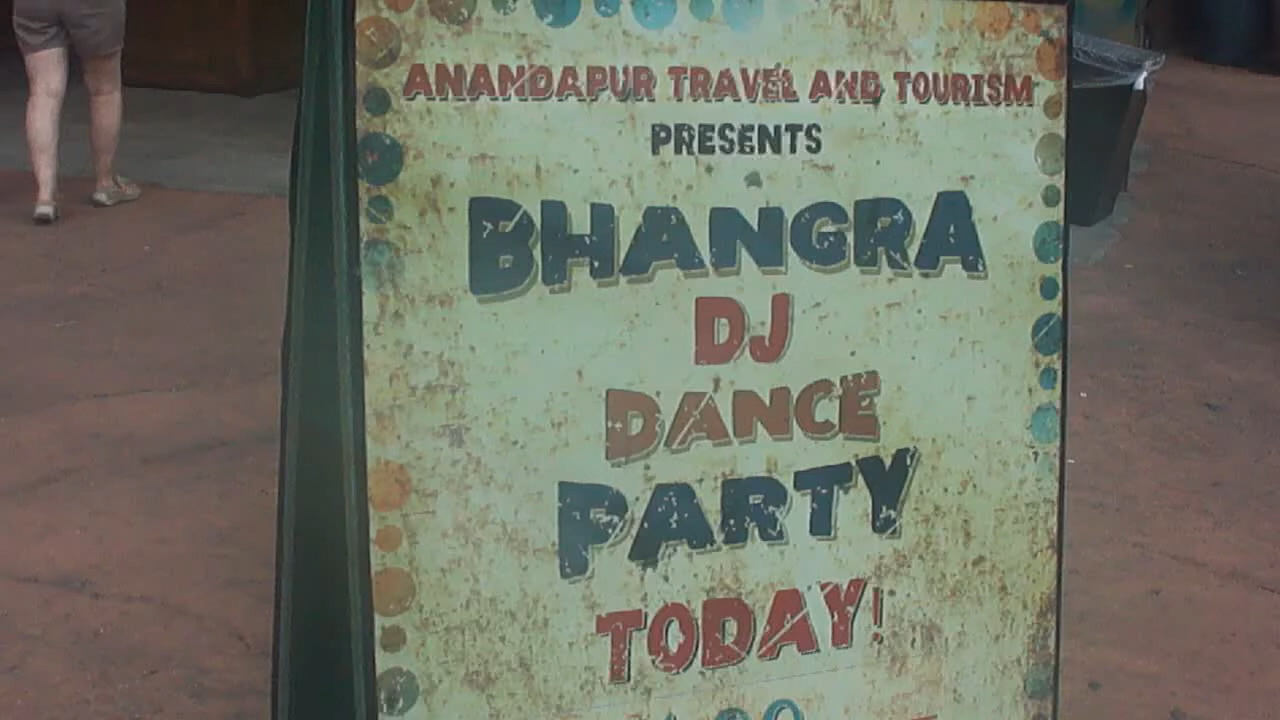 ANANDAPUR TRAVEL AND TOURISM
PRESENTS
BHANGRA
DJ
DANCE
PARTY
TODAY!